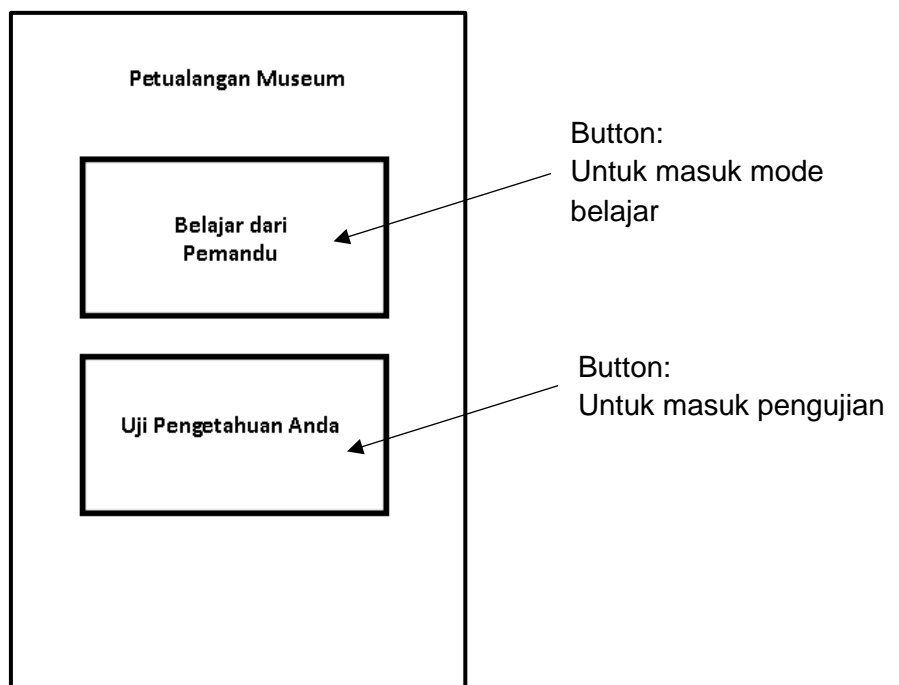 Petualangan Museum
Button:
Untuk masuk mode
belajar
Belajar dari
Pemandu
Button:
Untuk masuk pengujian
Uji Pengetahuan Anda